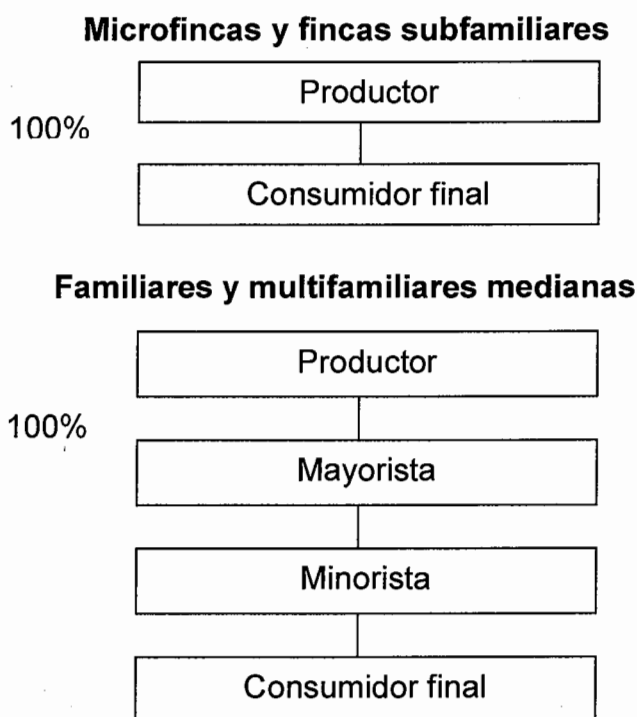 Microfincas y fincas subfamiliares
Productor
100%
Consumidor final
Familiares y multifamiliares medianas
Productor
100%
Mayorista
Minorista
Consumidor final